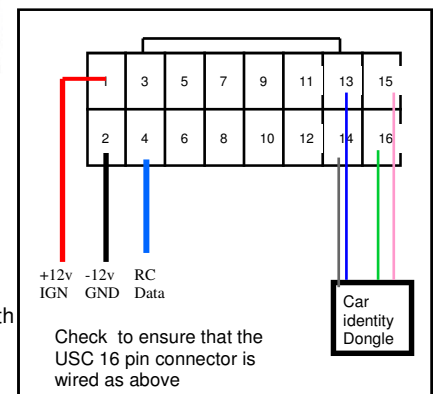 1 3 5 7 9 11 13 15
2 4 6 8 10 12 14 16
+12v -12v RC
IGN GND Data
Car
identity
Dongle
th
Check to ensure that the
USC 16 pin connector is
wired as above